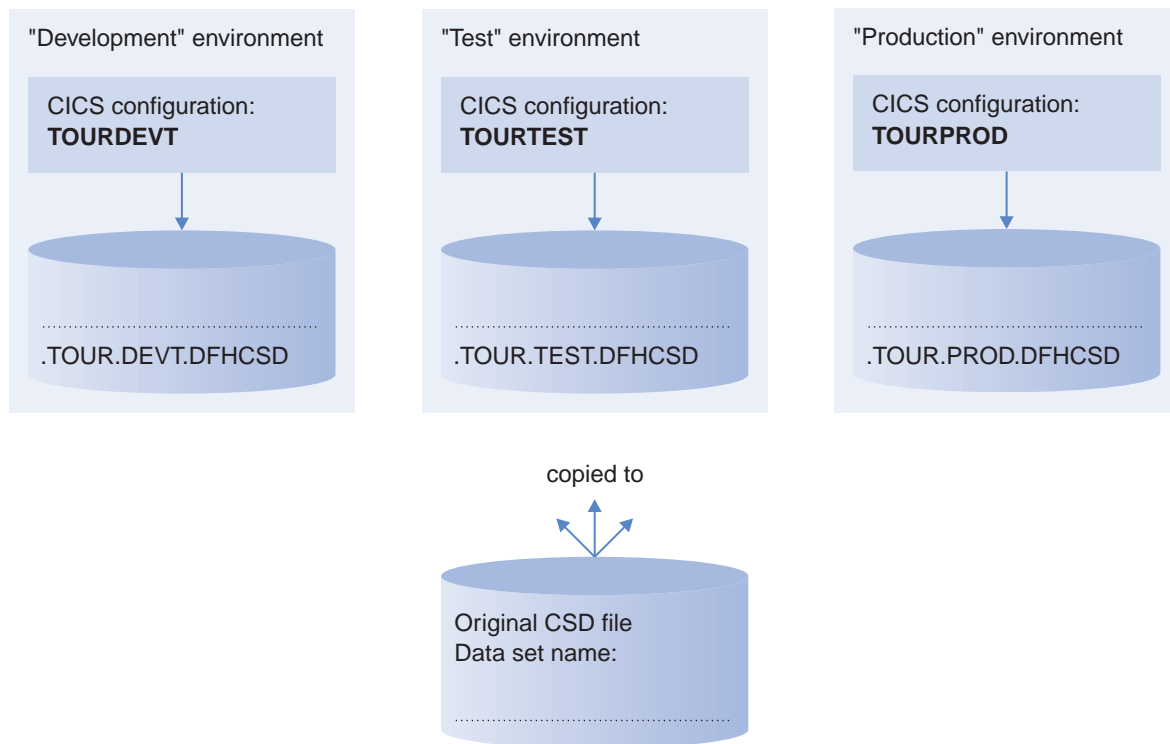 "Development" environment
CICS configuration:
TOURDEVT
.TOUR.DEVT.DFHCSD
"Test" environment
CICS configuration:
TOURTEST
.TOUR.TEST.DFHCSD
"Production" environment
CICS configuration:
TOURPROD
.TOUR.PROD.DFHCSD
copied to
Original CSD file
Data set name: